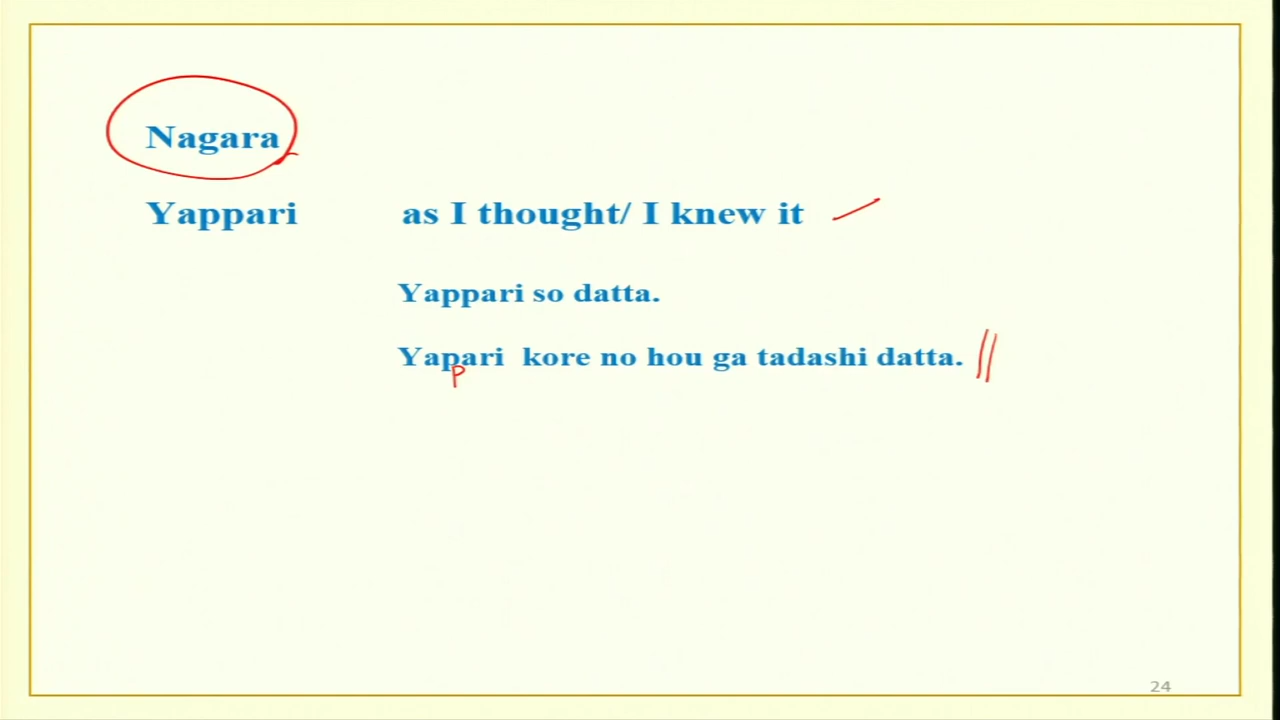 Nagara
Yappari as I thought/ I knew it
Yappari so datta.
Yapari kore no hou ga tadashi datta.
p
24